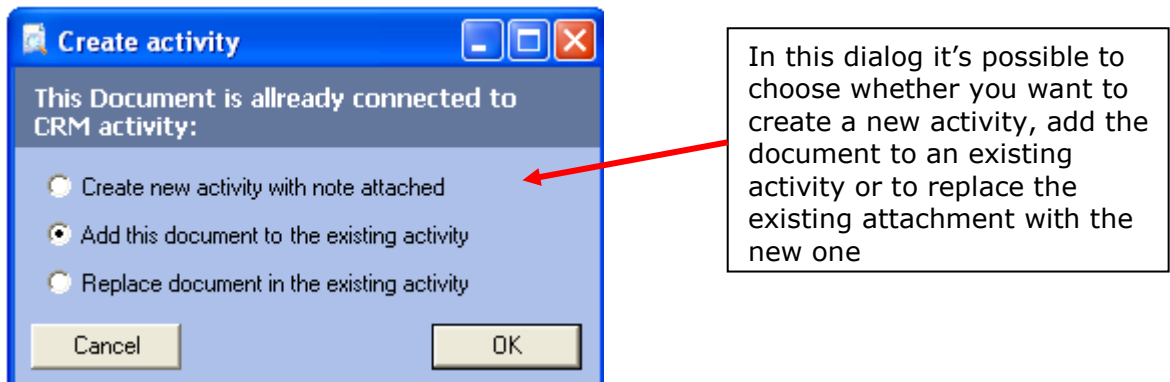 Create activity
This Document is allready connected to
CRM activity:
Create new activity with note attached
Add this document to the existing activity
Replace document in the existing activity
Cancel
OK
In this dialog it’s possible to
choose whether you want to
create a new activity, add the
document to an existing
activity or to replace the
existing attachment with the
new one